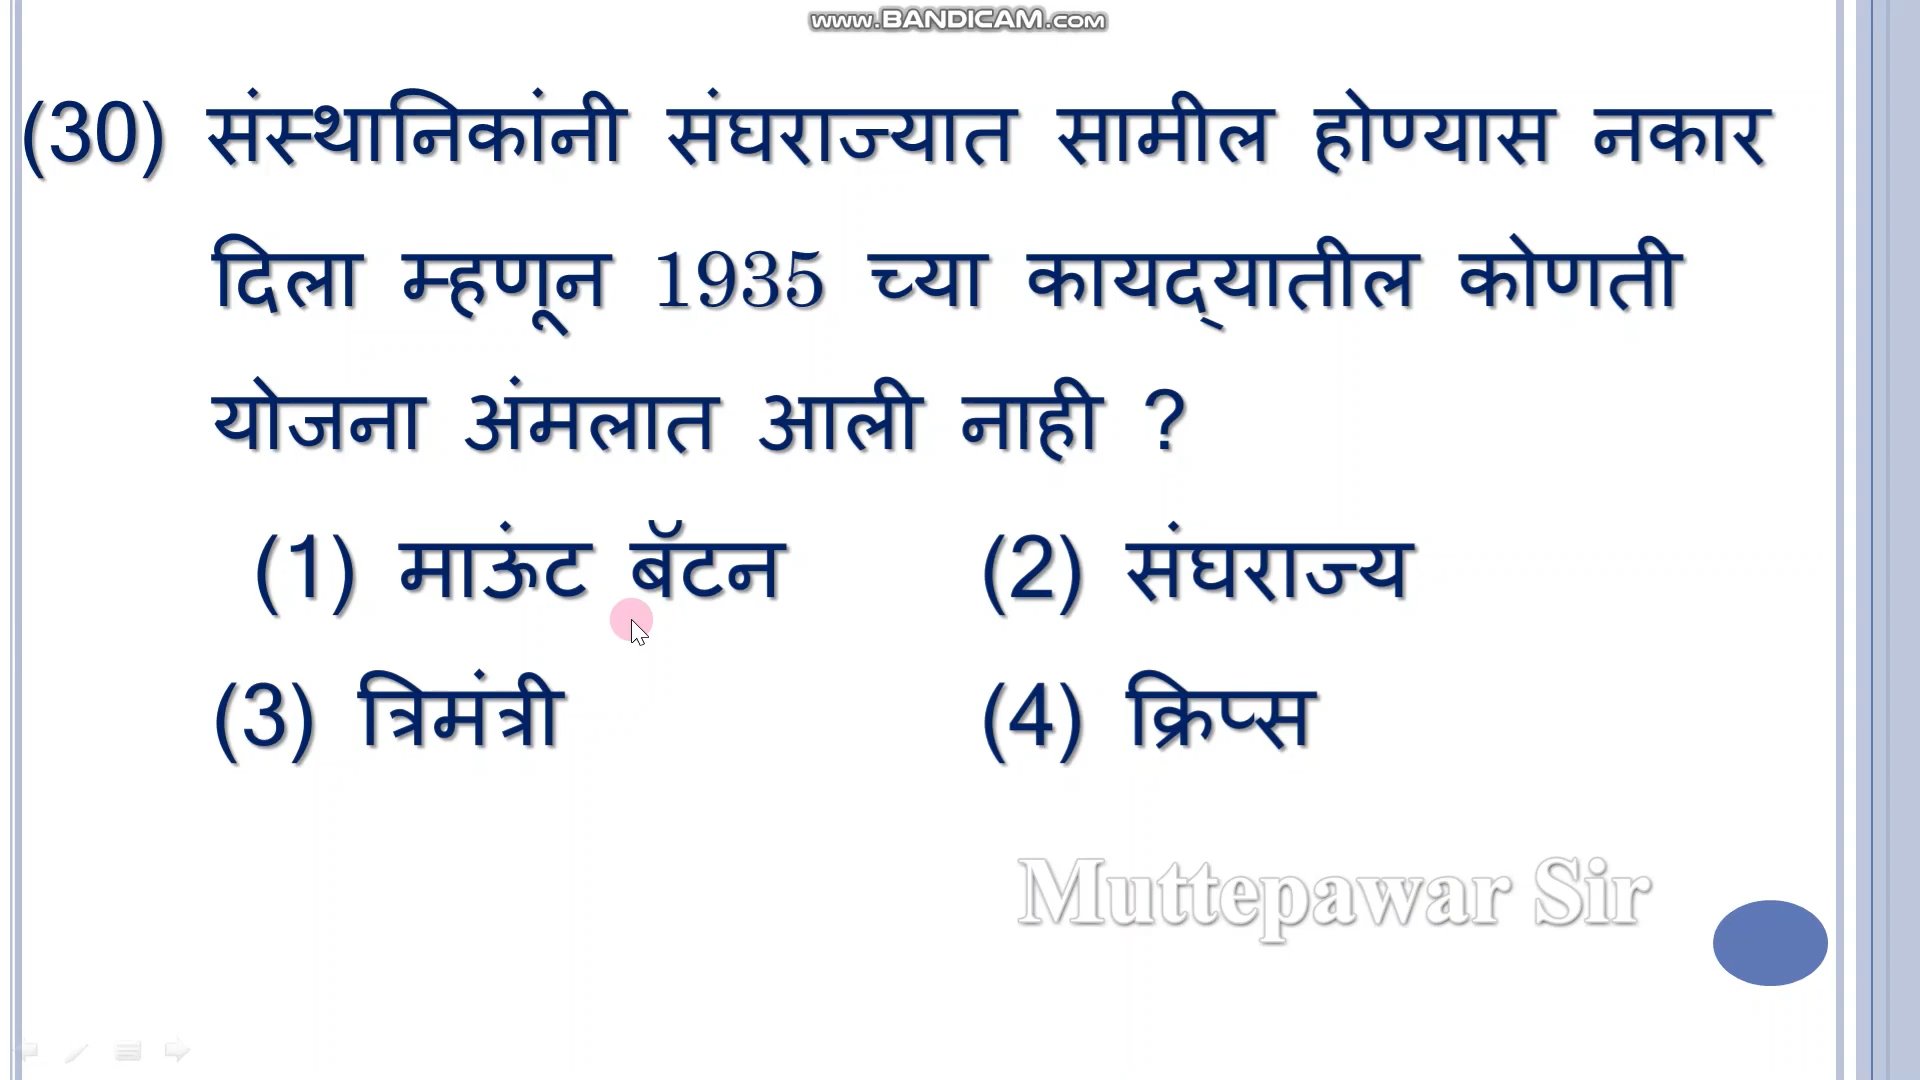 www.BANDICAM.com
(30) संस्थानिकांनी संघराज्यात सामील होण्यास नकार
दिला म्हणून 1935 च्या कायद्‌यातील कोणती
योजना अंमलात आली नाही ?
(1) माऊंट बॅटन (2) संघराज्य
(3) त्रिमंत्री (4) क्रिप्स
Muttepawar Sir